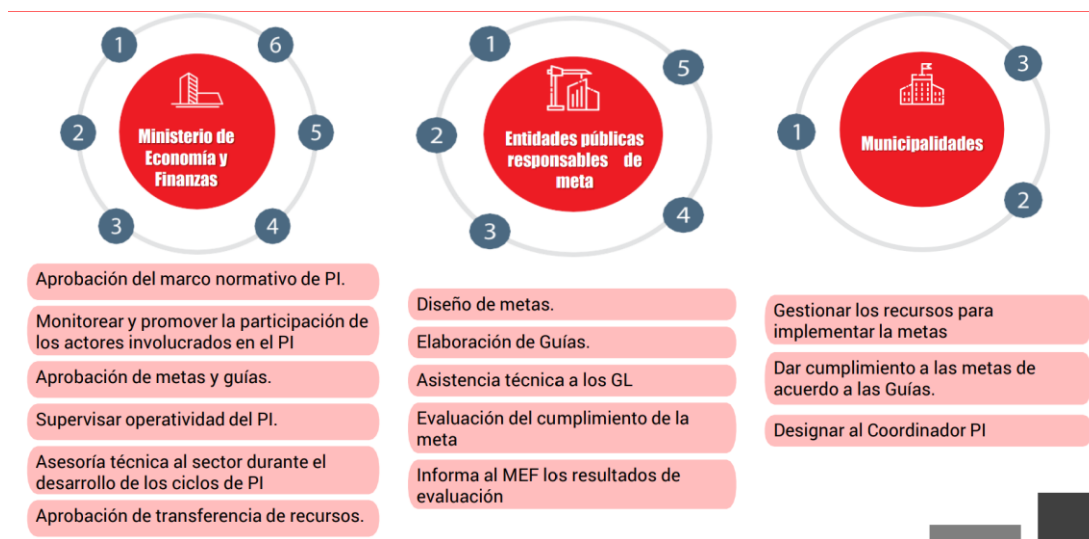 1
6
2
5
3
4
Ministerio de
Economía y
Finanzas
Aprobación del marco normativo de PI.
Monitorear y promover la participación de
los actores involucrados en el PI
Aprobación de metas y guías.
Supervisar operatividad del PI.
Asesoría técnica al sector durante el
desarrollo de los ciclos de PI
Aprobación de transferencia de recursos.
1
5
2
3
4
Entidades públicas
responsables de
meta
Diseño de metas.
Elaboración de Guías.
Asistencia técnica a los GL
Evaluación del cumplimiento de la
meta
Informa al MEF los resultados de
evaluación
3
1
2
Municipalidades
Gestionar los recursos para
implementar la metas
Dar cumplimiento a las metas de
acuerdo a las Guías.
Designar al Coordinador PI